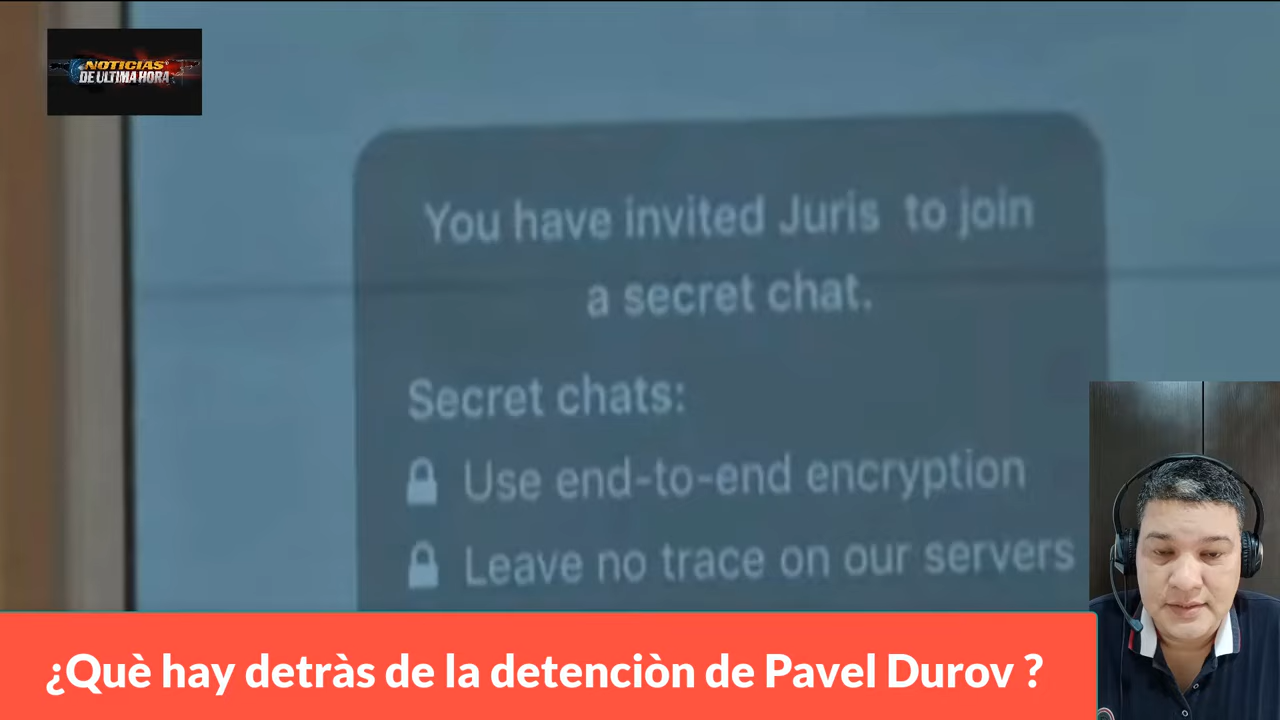 NOTICIAS
DE ULTIMA HORA
You have invited Juris to join
a secret chat.
Secret chats:
Use end-to-end encryption
Leave no trace on our servers
¿Què hay detràs de la detenciòn de Pavel Durov ?